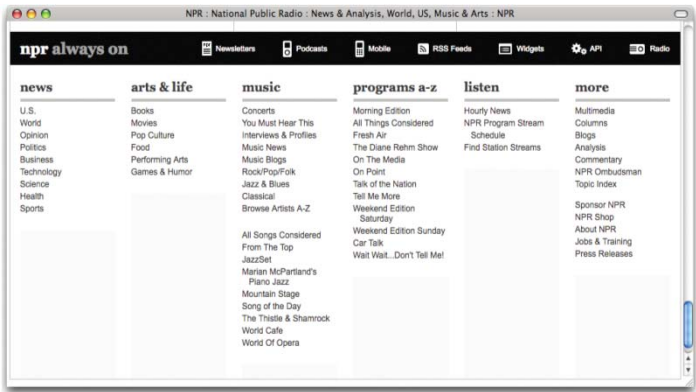 NPR : National Public Radio : News & Analysis, World, US, Music & Arts : NPR
npr always on
Newsletters
Podcasts
Mobile
RSS Feeds
Widgets
API
Radio
news
U.S.
World
Opinion
Politics
Business
Technology
Science
Health
Sports
arts & life
Books
Movies
Pop Culture
Food
Performing Arts
Games & Humor
music
Concerts
You Must Hear This
Interviews & Profiles
Music News
Music Blogs
Rock/Pop/Folk
Jazz & Blues
Classical
Browse Artists A-Z
All Songs Considered
From The Top
JazzSet
Marian McPartland's
Piano Jazz
Mountain Stage
Song of the Day
The Thistle & Shamrock
World Cafe
World Of Opera
programs a-z
Morning Edition
All Things Considered
Fresh Air
The Diane Rehm Show
On The Media
On Point
Talk of the Nation
Tell Me More
Weekend Edition
Saturday
Weekend Edition Sunday
Car Talk
Wait Wait...Don't Tell Me!
listen
Hourly News
NPR Program Stream
Schedule
Find Station Streams
more
Multimedia
Columns
Blogs
Analysis
Commentary
NPR Ombudsman
Topic Index
Sponsor NPR
NPR Shop
About NPR
Jobs & Training
Press Releases